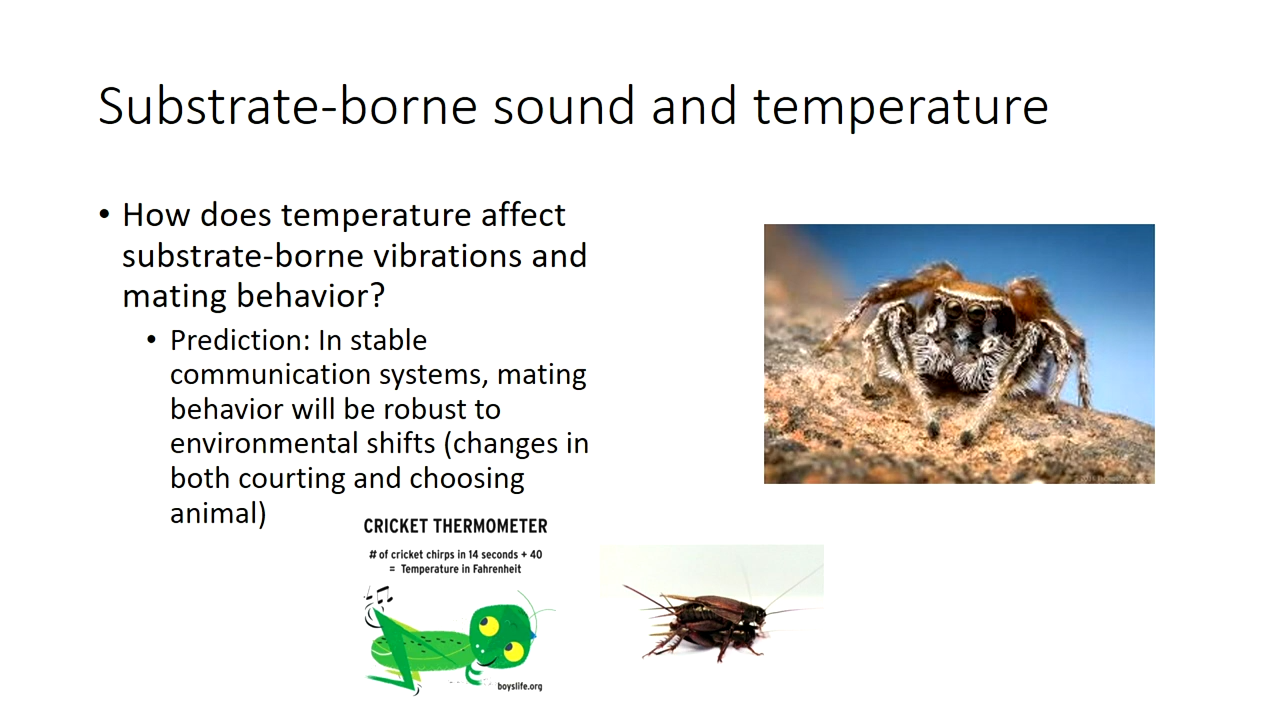 Substrate-borne sound and temperature
• How does temperature affect
substrate-borne vibrations and
mating behavior?
• Prediction: In stable
communication systems, mating
behavior will be robust to
environmental shifts (changes in
both courting and choosing
animal)
CRICKET THERMOMETER
# of cricket chirps in 14 seconds + 40
= Temperature in Fahrenheit
boyslife.org